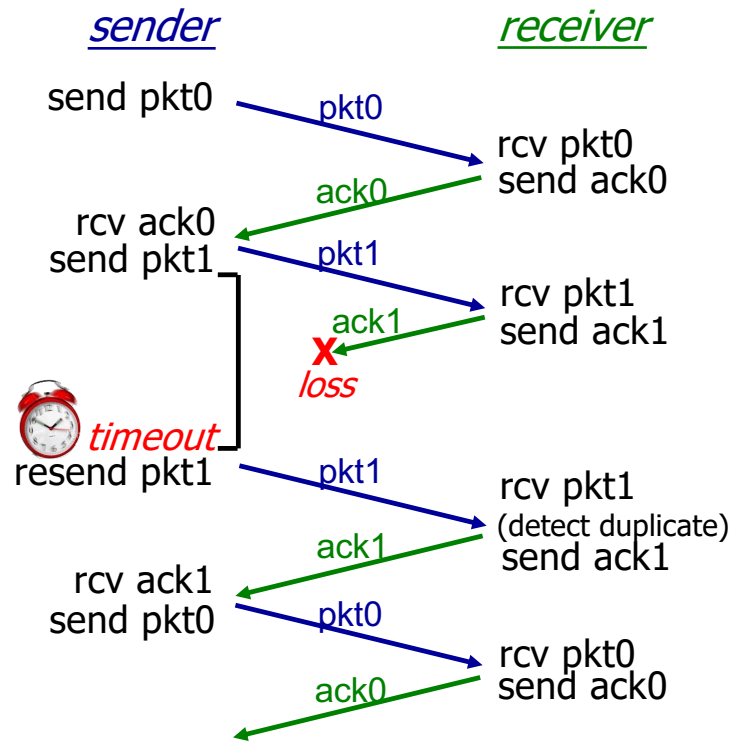 sender receiver
send pkt0
pkt0
rcv pkt0
send ack0
ack0
rcv ack0
send pkt1
pkt1
rcv pkt1
send ack1
ack1
X
loss
timeout
resend pkt1
pkt1
rcv pkt1
(detect duplicate)
send ack1
ack1
rcv ack1
send pkt0
pkt0
rcv pkt0
send ack0
ack0